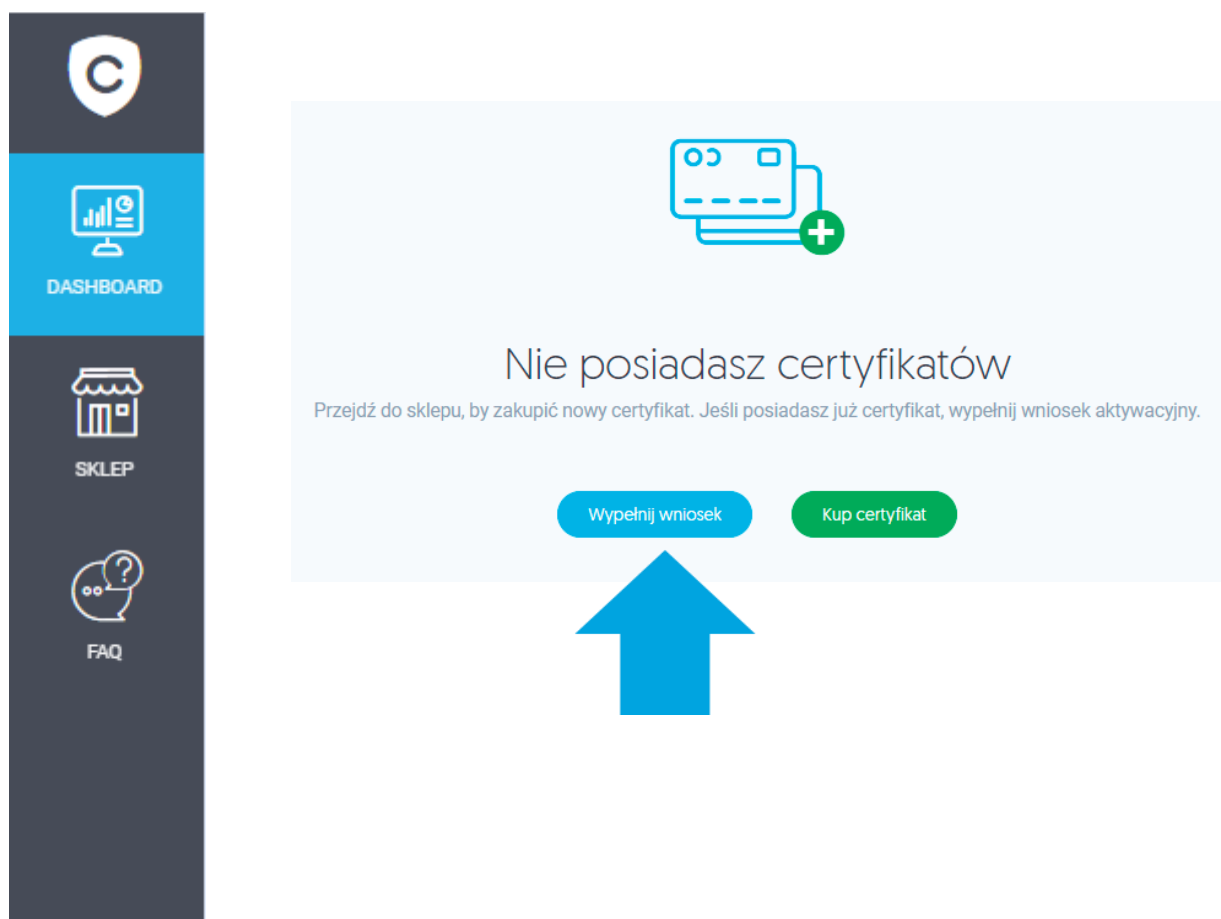 C
DASHBOARD
SKLEP
FAQ
Nie posiadasz certyfikatów
Przejdź do sklepu, by zakupić nowy certyfikat. Jeśli posiadasz już certyfikat, wypełnij wniosek aktywacyjny.
Wypełnij wniosek
Kup certyfikat